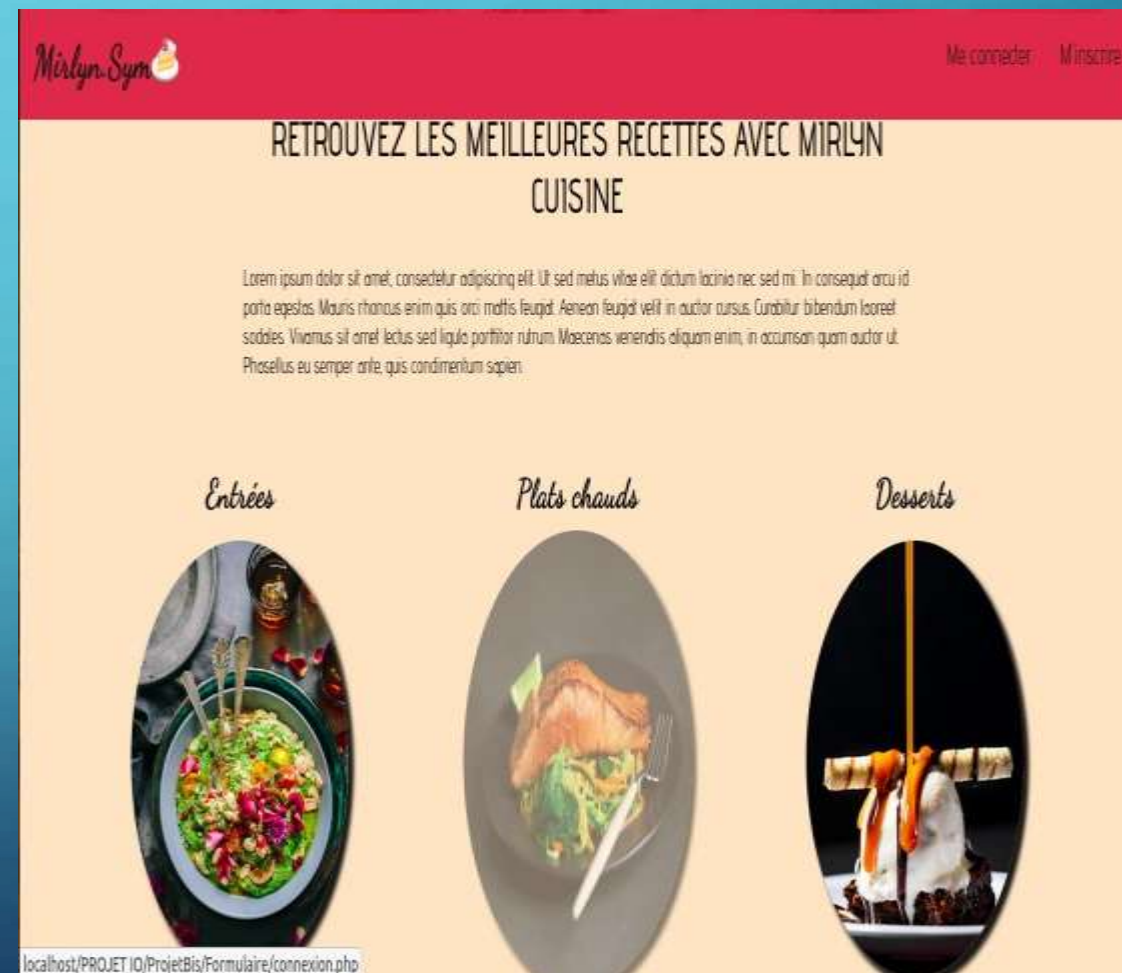 Mirlyn.Sym
Me connecter M'inscrire
RETROUVEZ LES MEILLEURES RECETTES AVEC MIRLYN
CUISINE
Lorem ipsum dolor sit amet, consectetur adipiscing elit. Ut sed metus vitae elit dictum lacinia nec sed mi. In consequat arcu id
porta egestas. Mauris rhoncus enim quis orci mattis feugiat. Aenean feugiat velit in auctor cursus. Curabitur bibendum laoreet
sodales. Vivamus sit amet lectus sed ligula porttitor rutrum. Maecenas venenatis aliquam enim, in accumsan quam auctor ut.
Phasellus eu semper ante, quis condimentum sapien.
Entrées Plats chauds Desserts
localhost/PROJET IO/ProjetBis/Formulaire/connexion.php